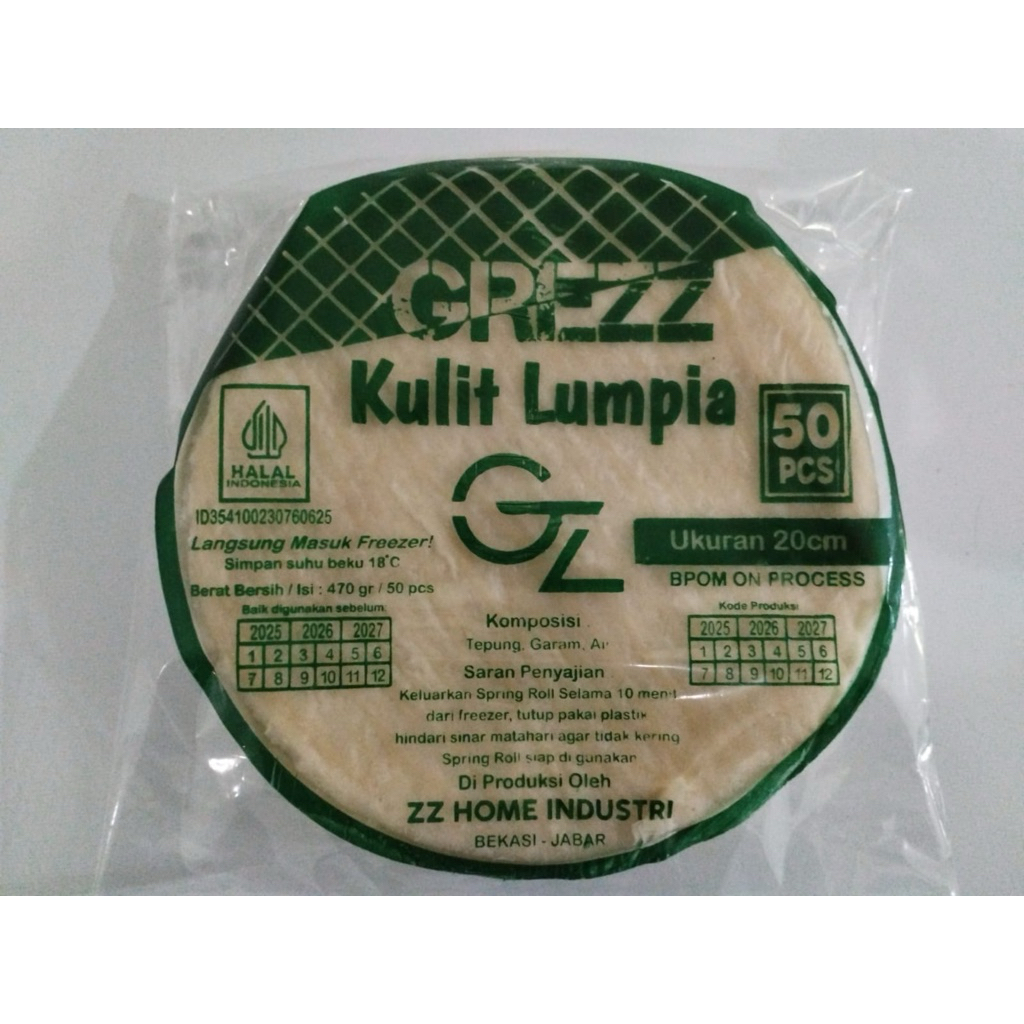 GREZZ
Kulit Lumpia
50
PCS
HALAL
INDONESIA
ID354100230760625
GZ
Langsung Masuk Freezer!
Simpan suhu beku 18°C
Ukuran 20cm
BPOM ON PROCESS
Berat Bersih / Isi : 470 gr / 50 pcs
Baik digunakan sebelum
2025 2026 2027
1 2 3 4 5 6
7 8 9 10 11 12
Kode Produksi
2025 2026 2027
1 2 3 4 5 6
7 8 9 10 11 12
Komposisi
Tepung, Garam, Air
Saran Penyajian
Keluarkan Spring Roll Selama 10 menit
dari freezer, tutup pakai plastik
hindari sinar matahari agar tidak kering
Spring Roll siap di gunakan
Di Produksi Oleh
ZZ HOME INDUSTRI
BEKASI - JABAR